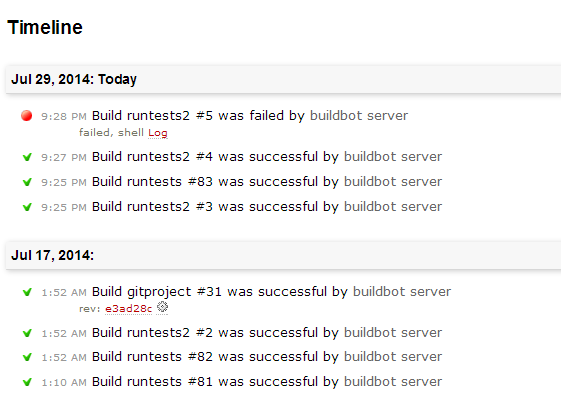 Timeline
Jul 29, 2014: Today
9:28 PM Build runtests2 #5 was failed by buildbot server
failed, shell Log
9:27 PM Build runtests2 #4 was successful by buildbot server
9:25 PM Build runtests #83 was successful by buildbot server
9:25 PM Build runtests2 #3 was successful by buildbot server
Jul 17, 2014:
1:52 AM Build gitproject #31 was successful by buildbot server
rev: e3ad28c
1:52 AM Build runtests2 #2 was successful by buildbot server
1:52 AM Build runtests #82 was successful by buildbot server
1:10 AM Build runtests #81 was successful by buildbot server